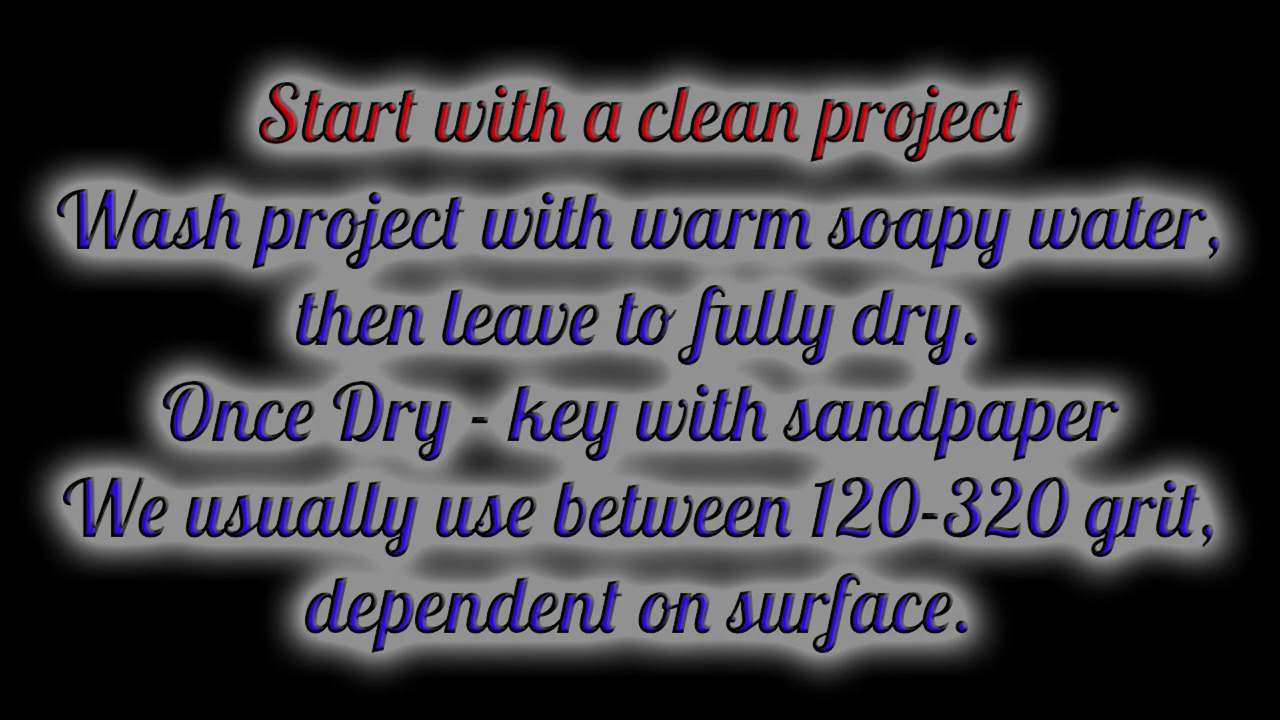 Start with a clean project
Wash project with warm soapy water,
then leave to fully dry.
Once Dry - key with sandpaper
We usually use between 120-320 grit,
dependent on surface.